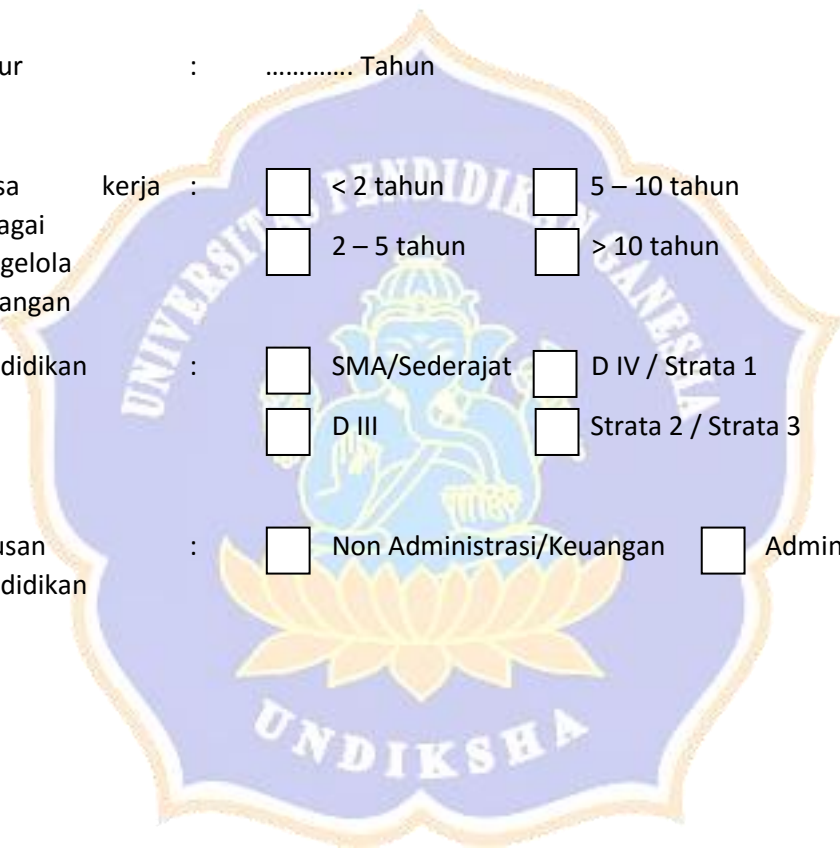 ur : …………. Tahun
sa kerja : < 2 tahun 5 – 10 tahun
agai
gelola 2 – 5 tahun > 10 tahun
angan
didikan : SMA/Sederajat D IV / Strata 1
D III Strata 2 / Strata 3
usan : Non Administrasi/Keuangan Admin
didikan
UNIVERSITAS PENDIDIKAN GANESHA
UNDIKSHA